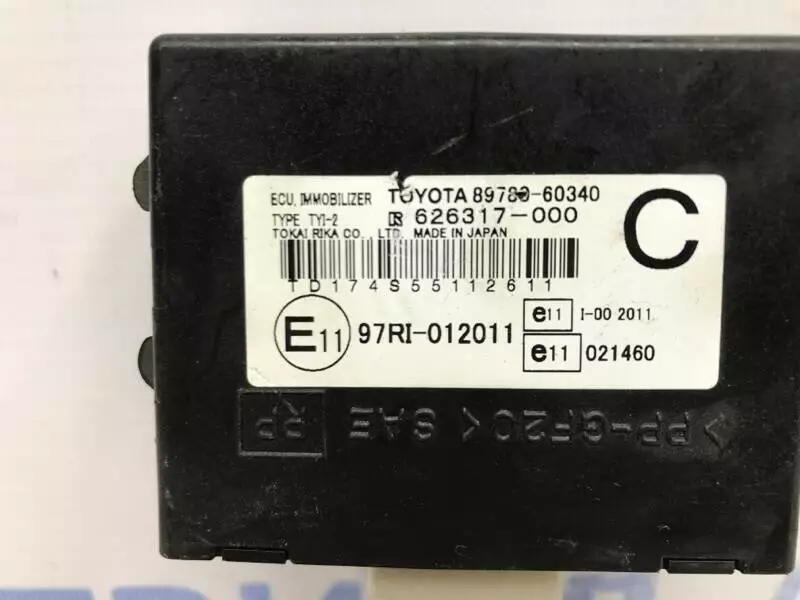 ECU, IMMOBILIZER TOYOTA 89780-60340
TYPE TYI-2 626317-000
TOKAI RIKA CO., LTD. MADE IN JAPAN
C
TD174S55112611
E11 97RI-012011
e11 I-00 2011
e11 021460
PP SAE >PP-GF20<